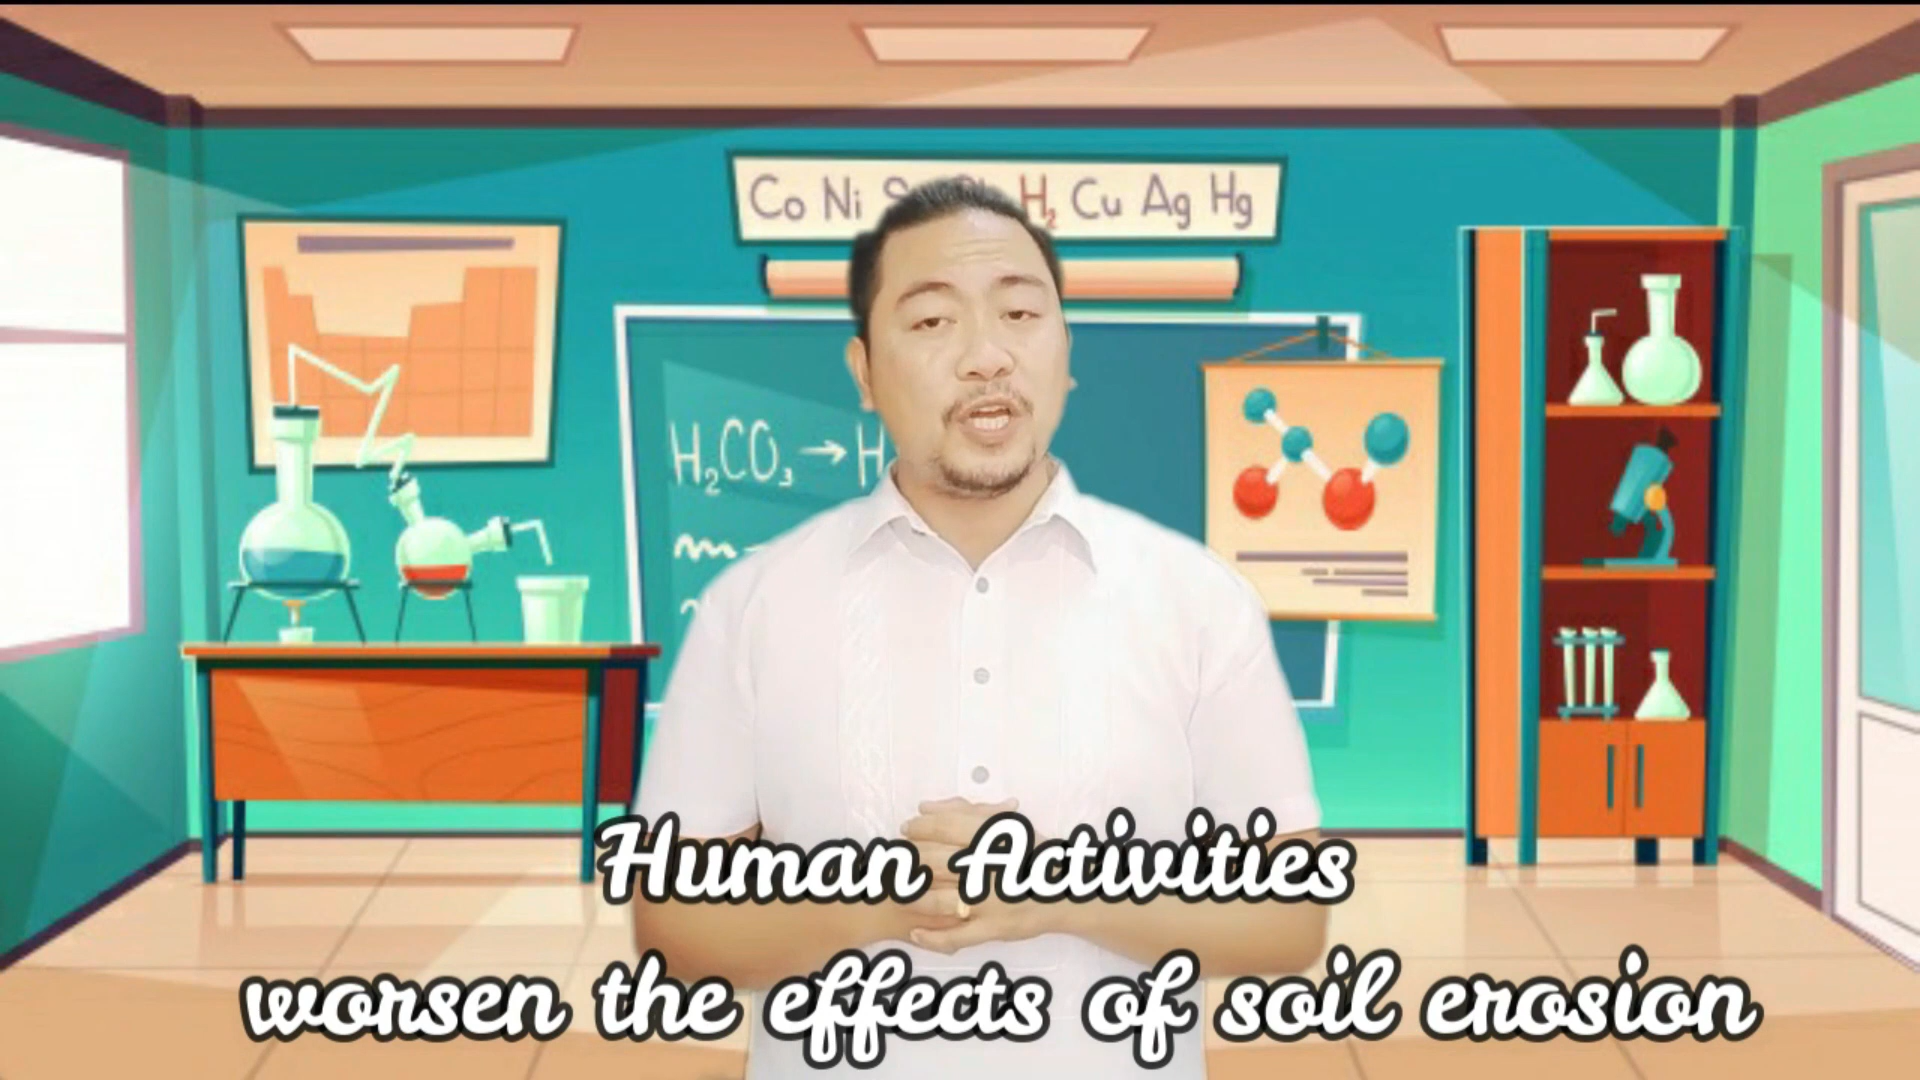 Co Ni H₂ Cu Ag Hg
H₂CO₃ → H
Human Activities
worsen the effects of soil erosion